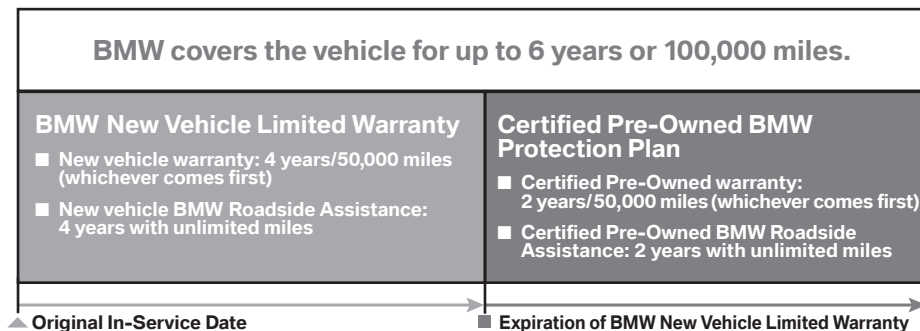 BMW covers the vehicle for up to 6 years or 100,000 miles.
BMW New Vehicle Limited Warranty
■ New vehicle warranty: 4 years/50,000 miles
(whichever comes first)
■ New vehicle BMW Roadside Assistance:
4 years with unlimited miles
Certified Pre-Owned BMW
Protection Plan
■ Certified Pre-Owned warranty:
2 years/50,000 miles (whichever comes first)
■ Certified Pre-Owned BMW Roadside
Assistance: 2 years with unlimited miles
Original In-Service Date
Expiration of BMW New Vehicle Limited Warranty